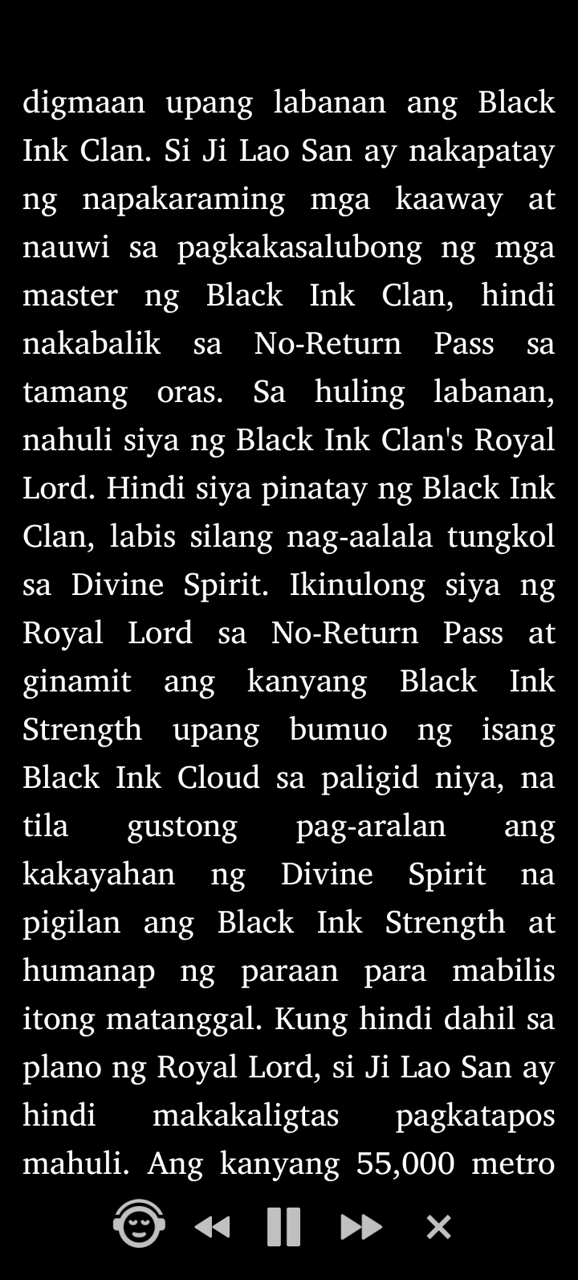 digmaan upang labanan ang Black
Ink Clan. Si Ji Lao San ay nakapatay
ng napakaraming mga kaaway at
nauwi sa pagkakasalubong ng mga
master ng Black Ink Clan, hindi
nakabalik sa No-Return Pass sa
tamang oras. Sa huling labanan,
nahuli siya ng Black Ink Clan's Royal
Lord. Hindi siya pinatay ng Black Ink
Clan, labis silang nag-aalala tungkol
sa Divine Spirit. Ikinulong siya ng
Royal Lord sa No-Return Pass at
ginamit ang kanyang Black Ink
Strength upang bumuo ng isang
Black Ink Cloud sa paligid niya, na
tila gustong pag-aralan ang
kakayahan ng Divine Spirit na
pigilan ang Black Ink Strength at
humanap ng paraan para mabilis
itong matanggal. Kung hindi dahil sa
plano ng Royal Lord, si Ji Lao San ay
hindi makakaligtas pagkatapos
mahuli. Ang kanyang 55,000 metro